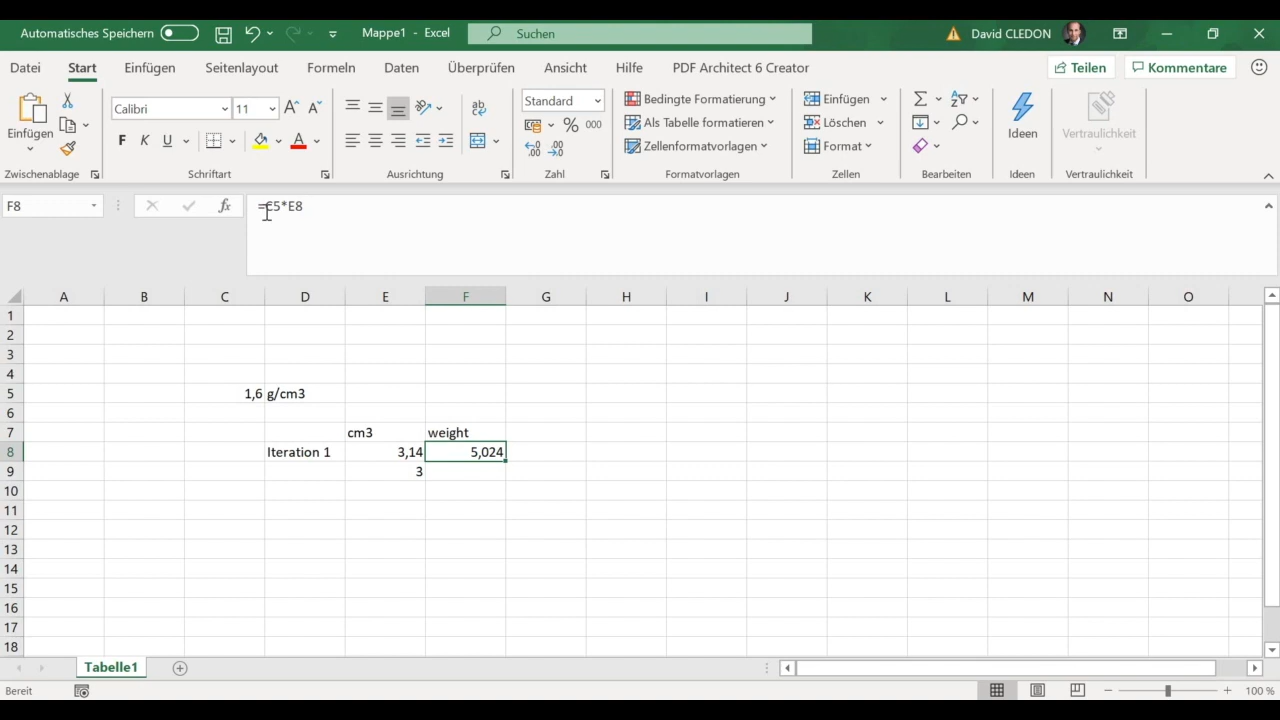 Automatisches Speichern Mappe1 - Excel Suchen David CLEDON
Datei Start Einfügen Seitenlayout Formeln Daten Überprüfen Ansicht Hilfe PDF Architect 6 Creator Teilen Kommentare
Einfügen
Calibri 11
F K U
ab
Standard
% 000
Bedingte Formatierung
Als Tabelle formatieren
Zellenformatvorlagen
Einfügen
Löschen
Format
Ideen
Vertraulichkeit
Zwischenablage Schriftart Ausrichtung Zahl Formatvorlagen Zellen Bearbeiten Ideen Vertraulichkeit
F8 fx =C5*E8
A B C D E F G H I J K L M N O
1
2
3
4
5 1,6 g/cm3
6
7 cm3 weight
8 Iteration 1 3,14 5,024
9 3
10
11
12
13
14
15
16
17
18
Tabelle1
Bereit 100 %